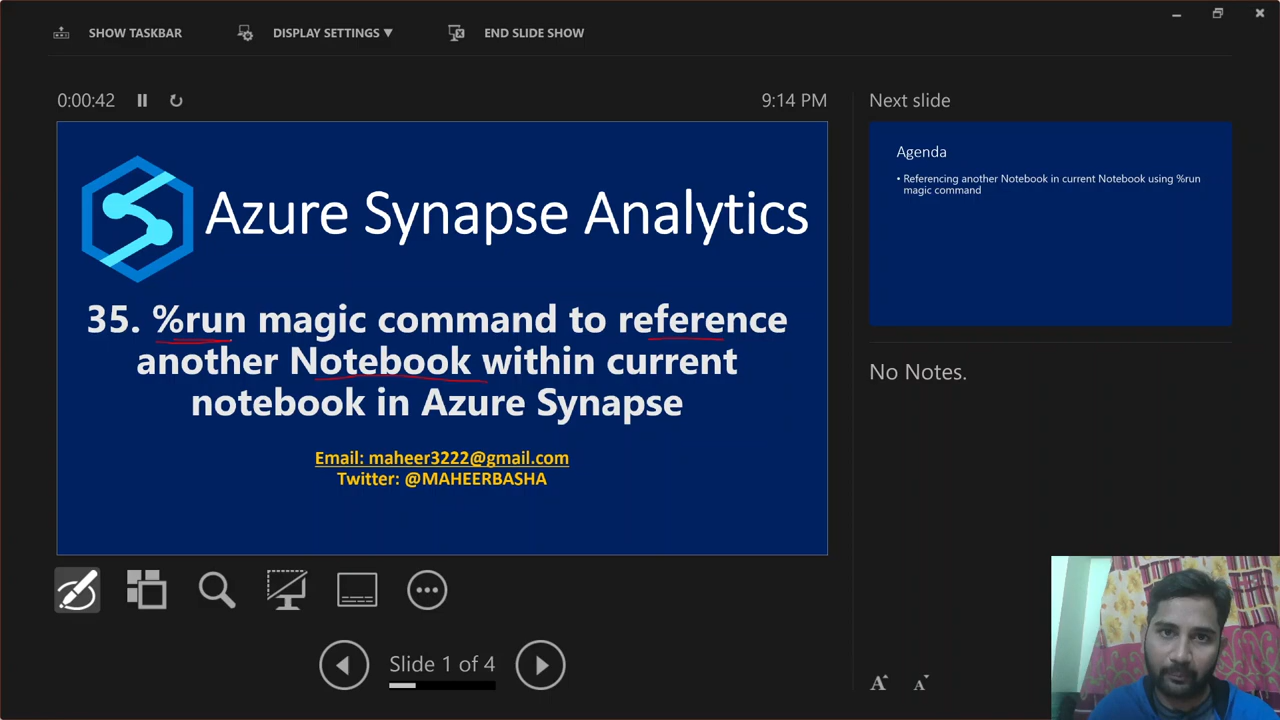 SHOW TASKBAR
DISPLAY SETTINGS ▼
END SLIDE SHOW
0:00:42
9:14 PM
Azure Synapse Analytics
35. %run magic command to reference
another Notebook within current
notebook in Azure Synapse
Email: maheer3222@gmail.com
Twitter: @MAHEERBASHA
Slide 1 of 4
Next slide
Agenda
• Referencing another Notebook in current Notebook using %run
magic command
No Notes.
A A